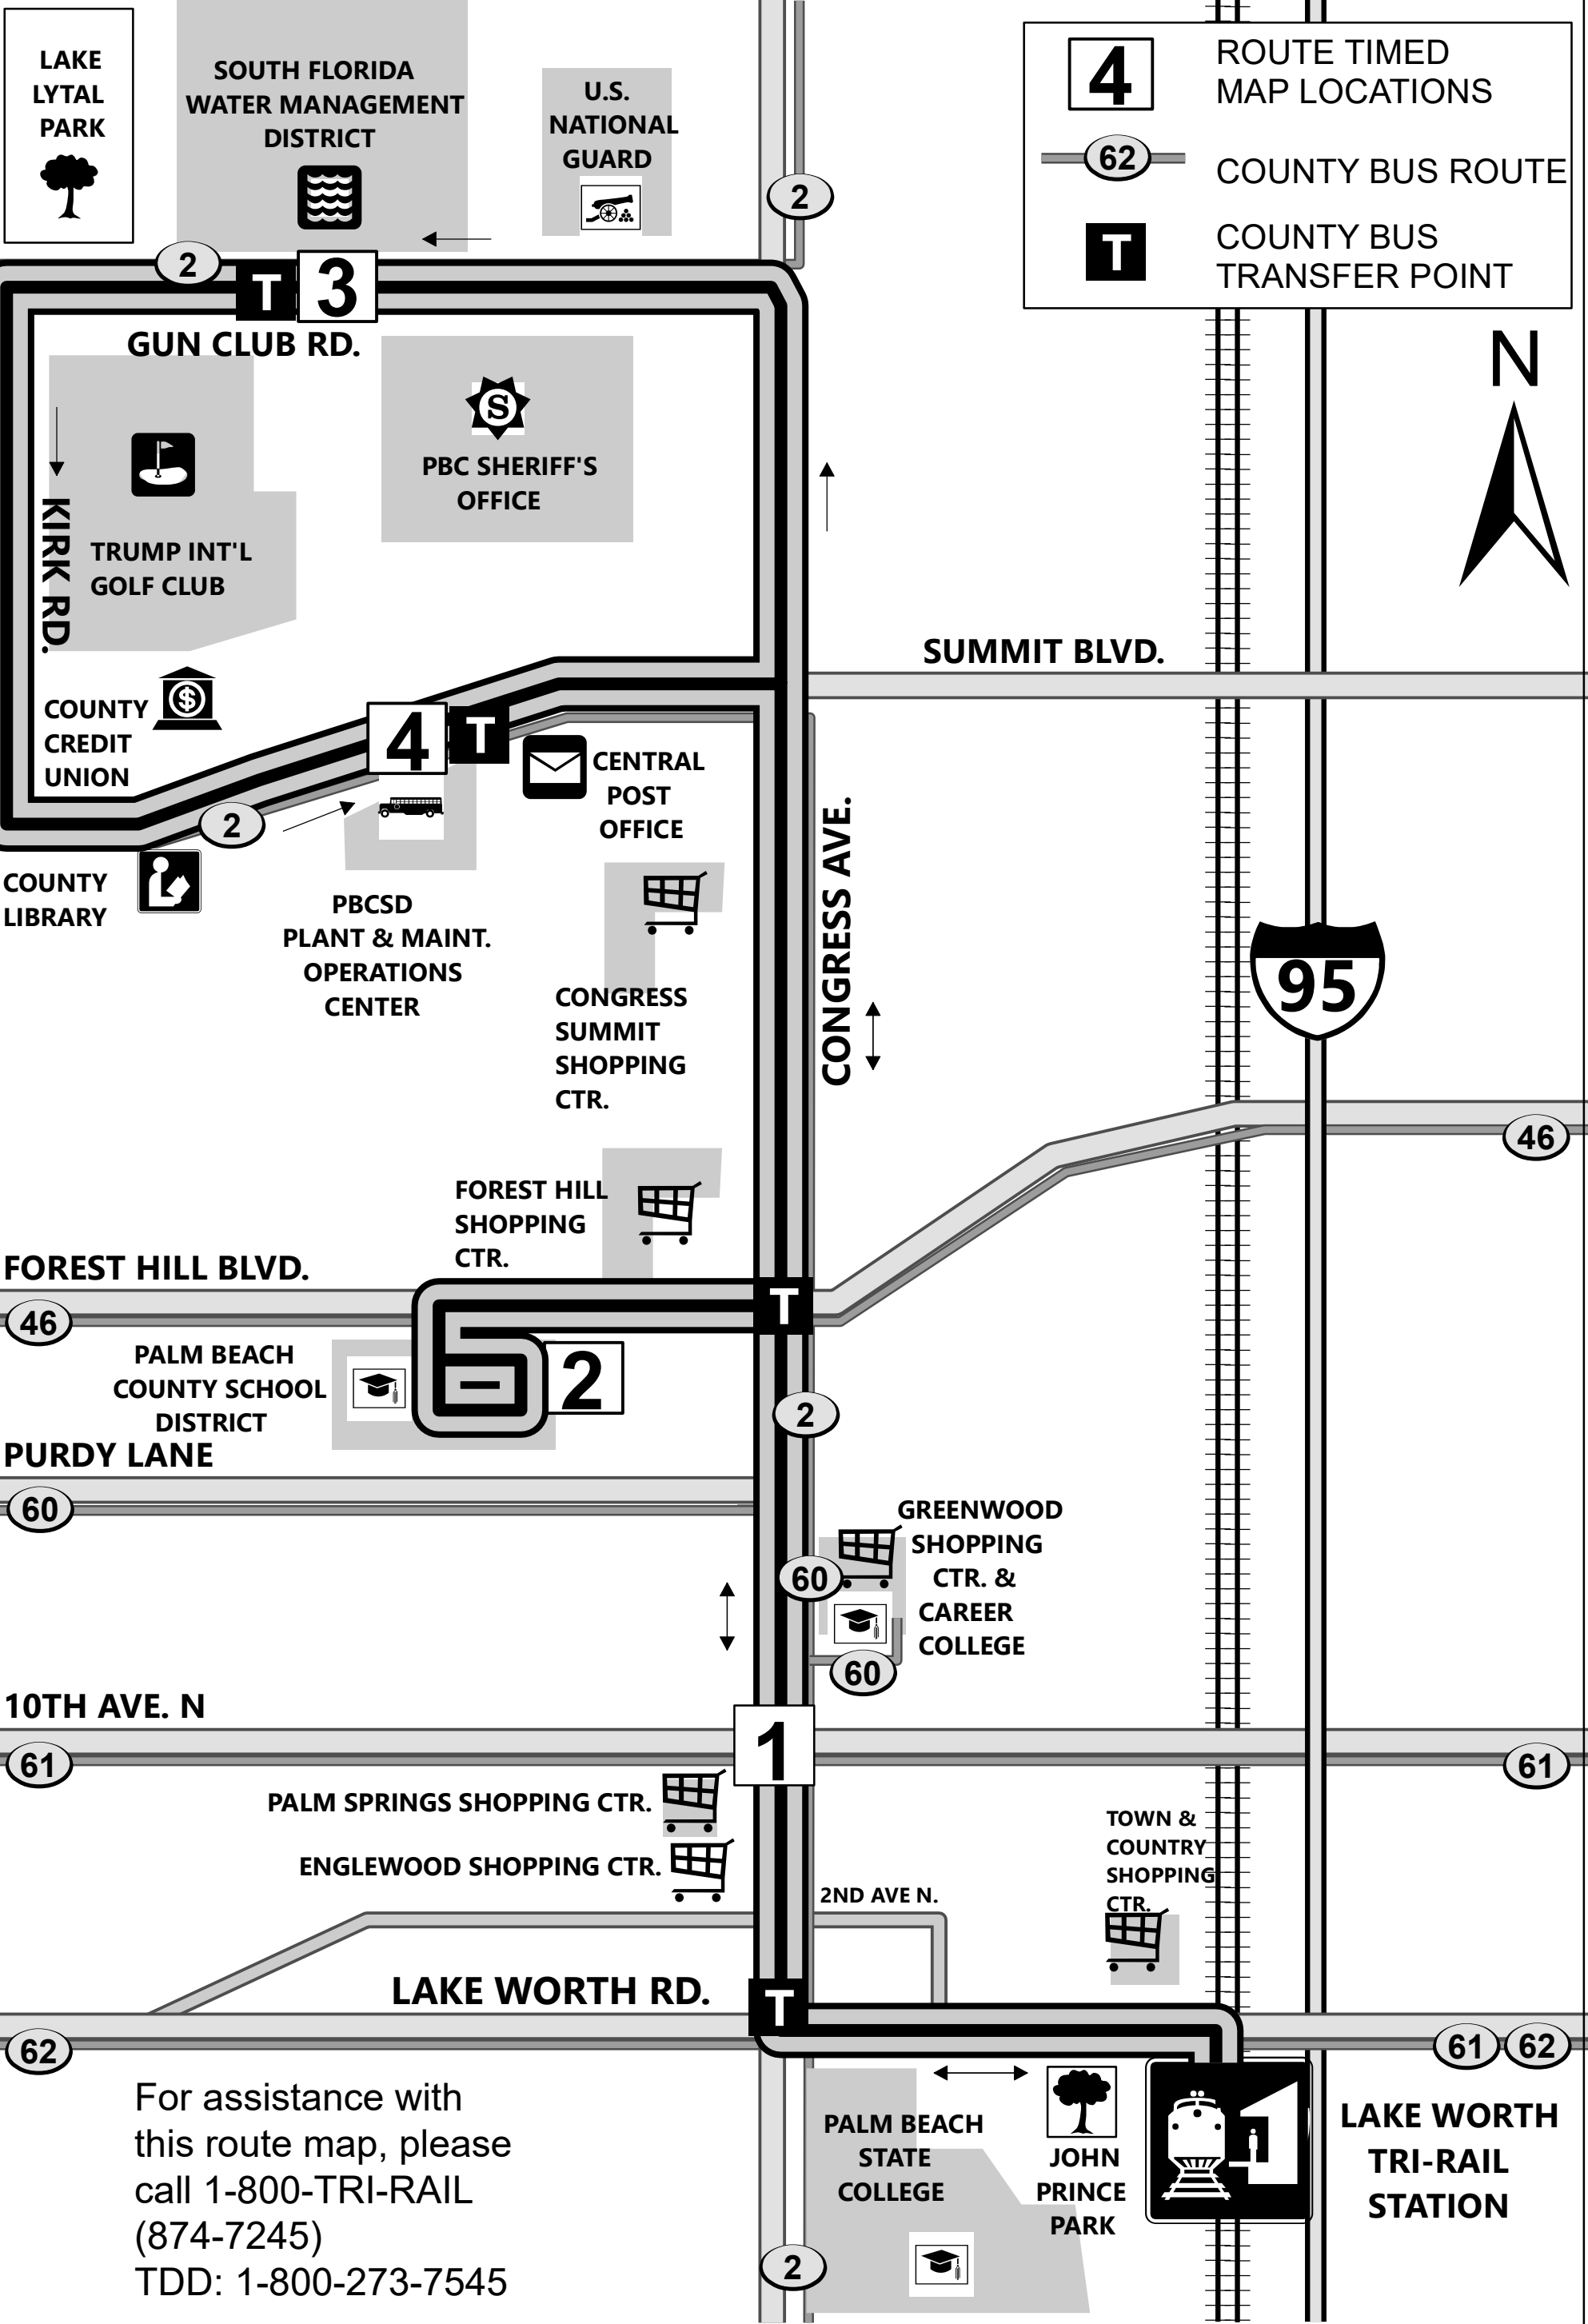 LAKE
LYTAL
PARK
SOUTH FLORIDA
WATER MANAGEMENT
DISTRICT
U.S.
NATIONAL
GUARD
2
4
ROUTE TIMED
MAP LOCATIONS
62
COUNTY BUS ROUTE
T
COUNTY BUS
TRANSFER POINT
2
T
3
GUN CLUB RD.
N
S
PBC SHERIFF'S
OFFICE
KIRK RD.
TRUMP INT'L
GOLF CLUB
SUMMIT BLVD.
COUNTY
CREDIT
UNION
$
4
T
CENTRAL
POST
OFFICE
2
COUNTY
LIBRARY
PBCSD
PLANT & MAINT.
OPERATIONS
CENTER
CONGRESS AVE.
95
CONGRESS
SUMMIT
SHOPPING
CTR.
46
FOREST HILL
SHOPPING
CTR.
FOREST HILL BLVD.
46
T
PALM BEACH
COUNTY SCHOOL
DISTRICT
2
2
PURDY LANE
60
GREENWOOD
SHOPPING
CTR. &
CAREER
COLLEGE
60
60
10TH AVE. N
61
1
61
PALM SPRINGS SHOPPING CTR.
ENGLEWOOD SHOPPING CTR.
TOWN &
COUNTRY
SHOPPING
CTR.
2ND AVE N.
LAKE WORTH RD.
T
62
61
62
For assistance with
this route map, please
call 1-800-TRI-RAIL
(874-7245)
TDD: 1-800-273-7545
PALM BEACH
STATE
COLLEGE
JOHN
PRINCE
PARK
LAKE WORTH
TRI-RAIL
STATION
2